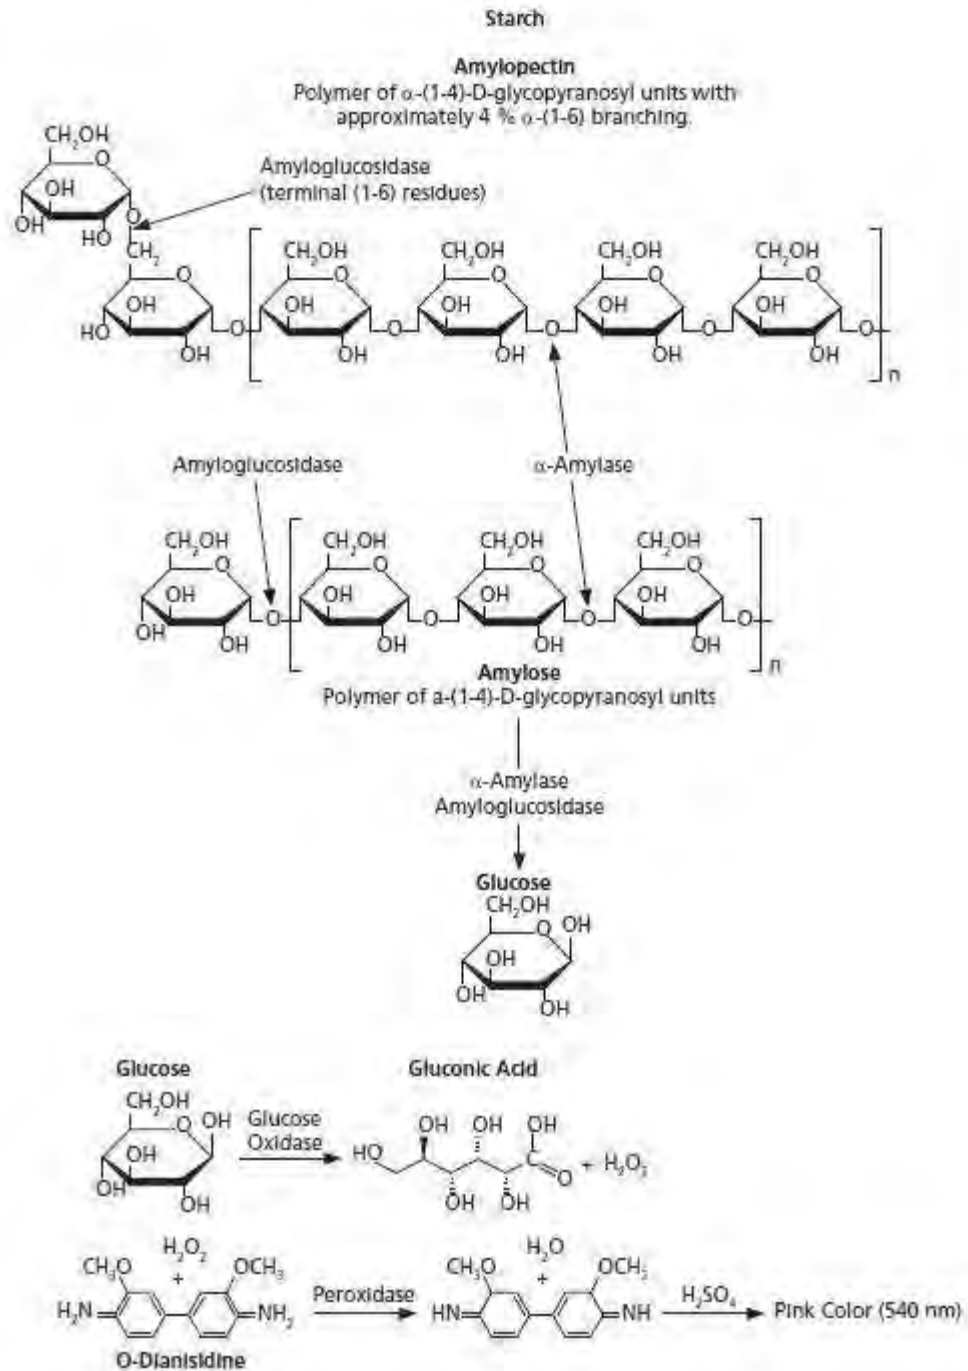 Starch
Amylopectin
Polymer of α-(1-4)-D-glycopyranosyl units with
approximately 4 % α-(1-6) branching.
CH₂OH
O
OH
OH
HO
O
Amyloglucosidase
(terminal (1-6) residues)
CH₂
O
OH
HO
OH
O
CH₂OH
O
OH
OH
O
CH₂OH
O
OH
OH
O
CH₂OH
O
OH
OH
O
CH₂OH
O
OH
OH
O
n
Amyloglucosidase
α-Amylase
CH₂OH
O
OH
OH
OH
O
CH₂OH
O
OH
OH
O
CH₂OH
O
OH
OH
O
CH₂OH
O
OH
OH
O
n
Amylose
Polymer of a-(1-4)-D-glycopyranosyl units
α-Amylase
Amyloglucosidase
Glucose
CH₂OH
O
OH
OH
OH
OH
Glucose
CH₂OH
O
OH
OH
OH
OH
Glucose
Oxidase
Gluconic Acid
OH
OH
OH
HO
C
O
OH
OH
+ H₂O₂
H₂O₂
+
CH₃O
OCH₃
H₂N
NH₂
O-Dianisidine
Peroxidase
H₂O
+
CH₃O
OCH₃
HN
NH
H₂SO₄
Pink Color (540 nm)